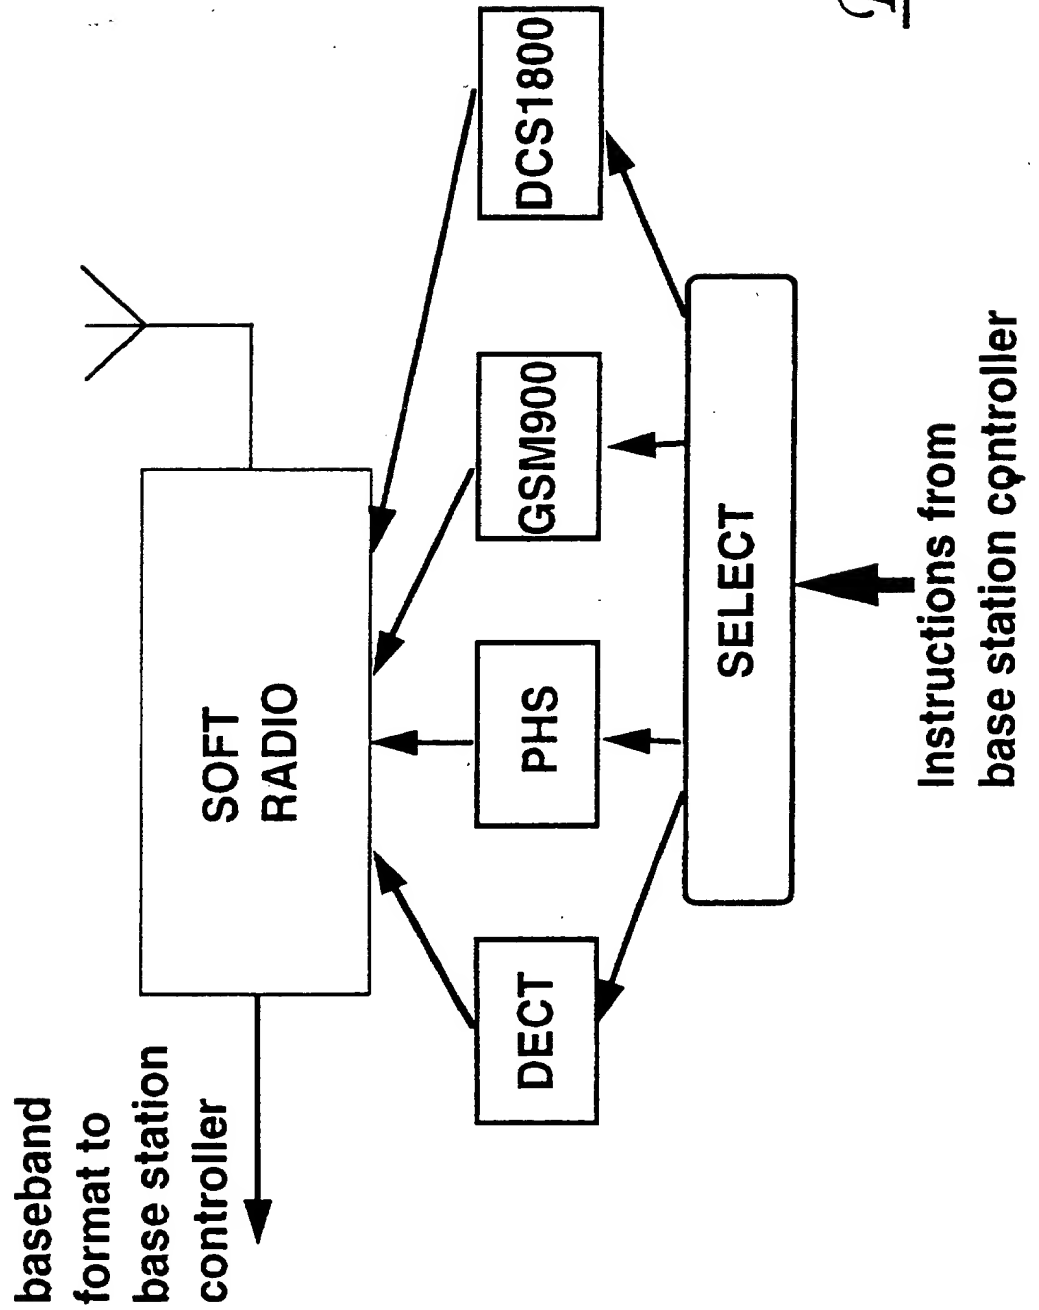 baseband
format to
base station
controller
SOFT
RADIO
DECT
PHS
GSM900
DCS1800
SELECT
Instructions from
base station controller